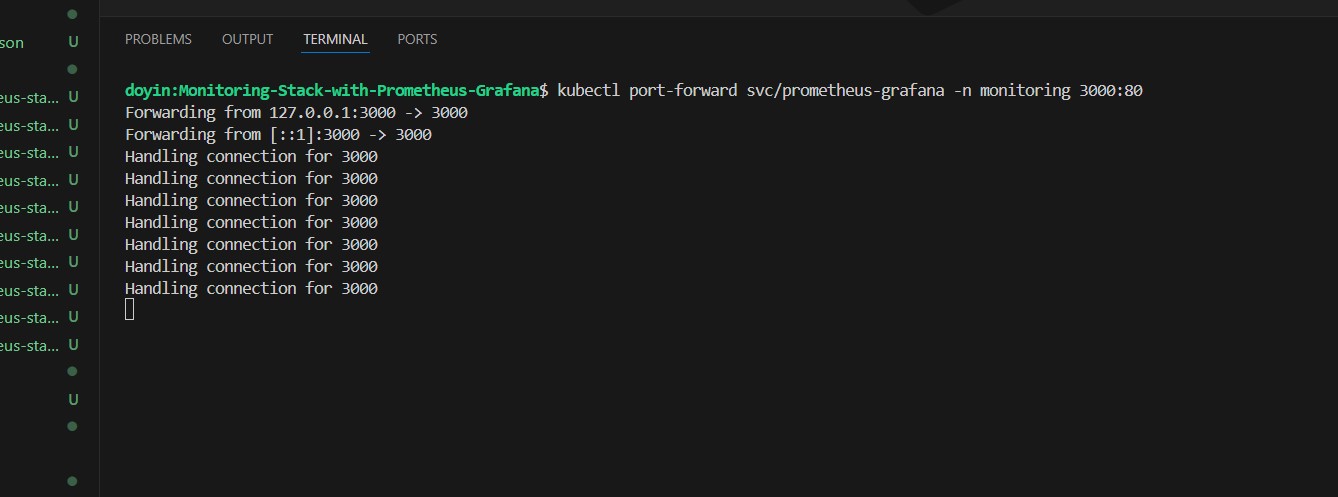 PROBLEMS OUTPUT TERMINAL PORTS
son U
eus-sta... U
eus-sta... U
eus-sta... U
eus-sta... U
eus-sta... U
eus-sta... U
eus-sta... U
eus-sta... U
eus-sta... U
eus-sta... U
U
doyin:Monitoring-Stack-with-Prometheus-Grafana$ kubectl port-forward svc/prometheus-grafana -n monitoring 3000:80
Forwarding from 127.0.0.1:3000 -> 3000
Forwarding from [::1]:3000 -> 3000
Handling connection for 3000
Handling connection for 3000
Handling connection for 3000
Handling connection for 3000
Handling connection for 3000
Handling connection for 3000
Handling connection for 3000